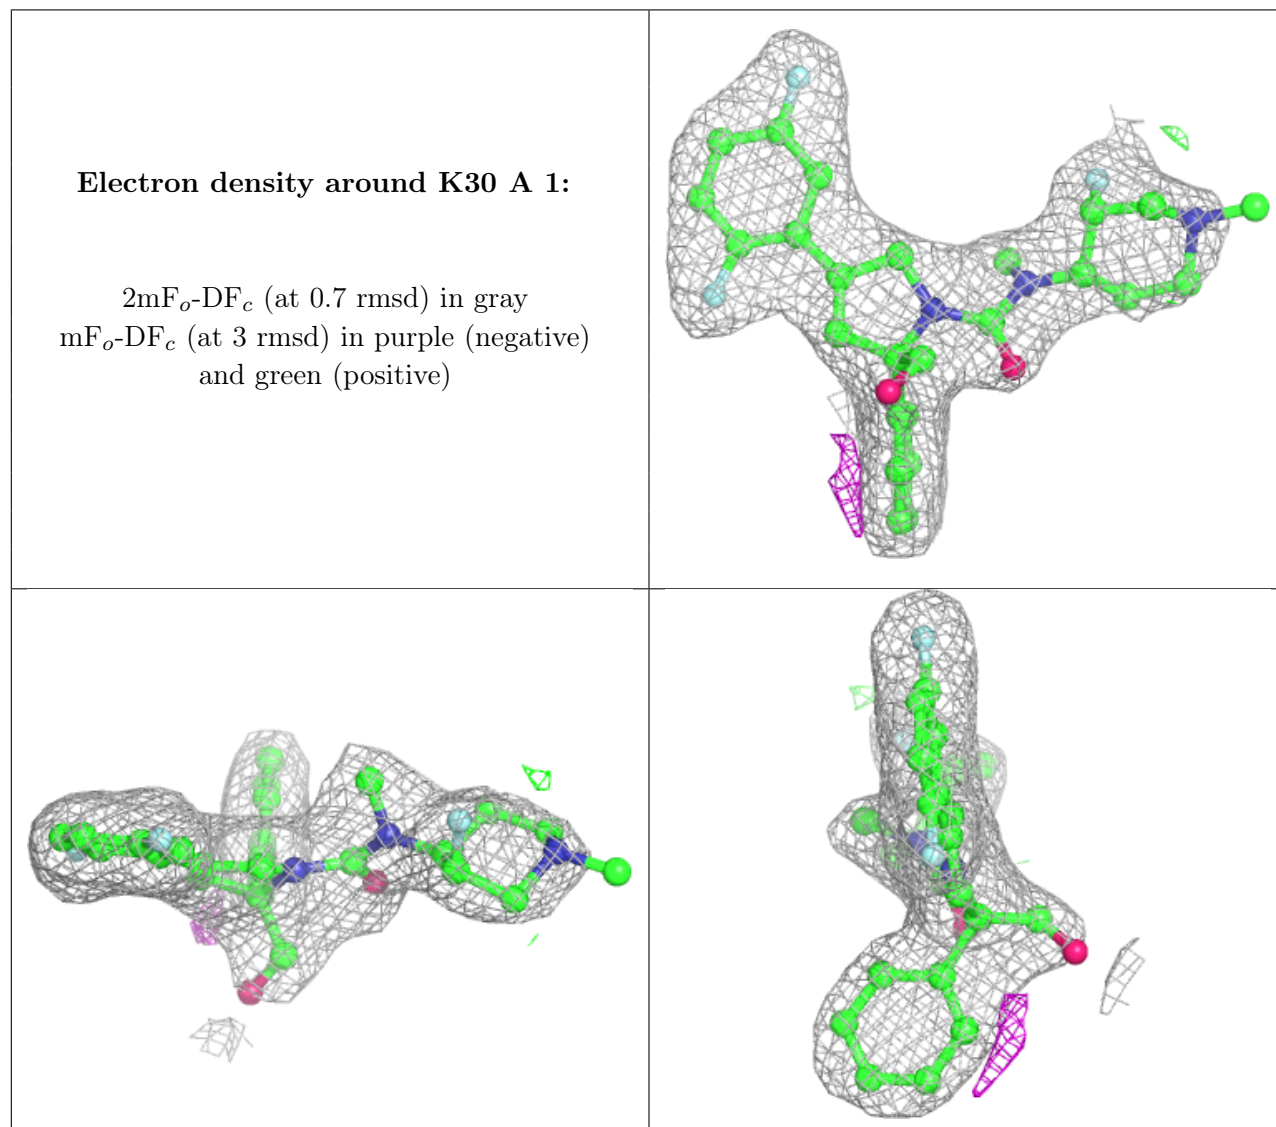 Electron density around K30 A 1:
2mFₒ-DF𝒸 (at 0.7 rmsd) in gray
mFₒ-DF𝒸 (at 3 rmsd) in purple (negative)
and green (positive)